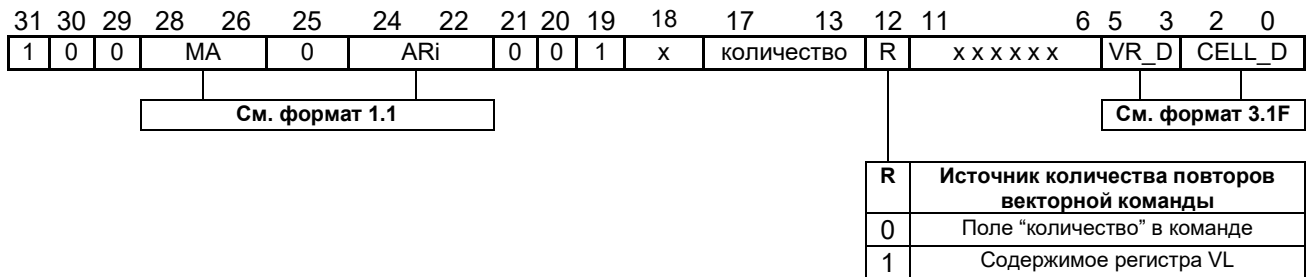 31 30 29 28 26 25 24 22 21 20 19 18 17 13 12 11 6 5 3 2 0
1 0 0 MA 0 ARi 0 0 1 x количество R x x x x x x VR_D CELL_D
См. формат 1.1 См. формат 3.1F
R Источник количества повторов
векторной команды
0 Поле “количество” в команде
1 Содержимое регистра VL